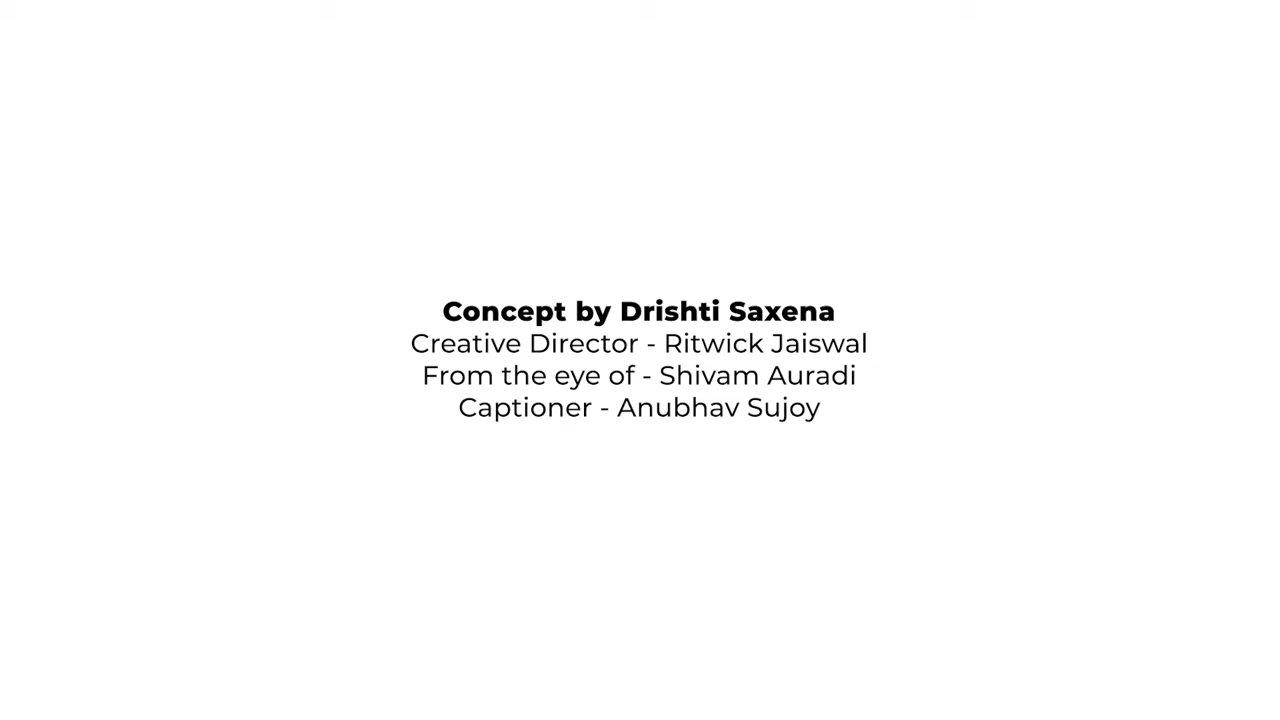 Concept by Drishti Saxena
Creative Director - Ritwick Jaiswal
From the eye of - Shivam Auradi
Captioner - Anubhav Sujoy